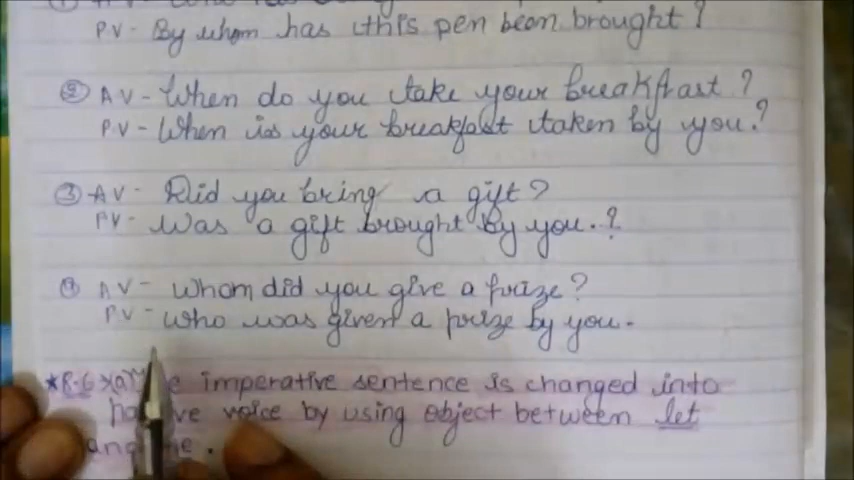 P.V- By whom has this pen been brought?
② A V - When do you take your breakfast?
P.V - When is your breakfast taken by you?
③ A V - Did you bring a gift?
P.V - Was a gift brought by you.?
④ A V - Whom did you give a prize?
P.V - Who was given a prize by you.
*R-6 (a) imperative sentence is changed into
voice by using object between let